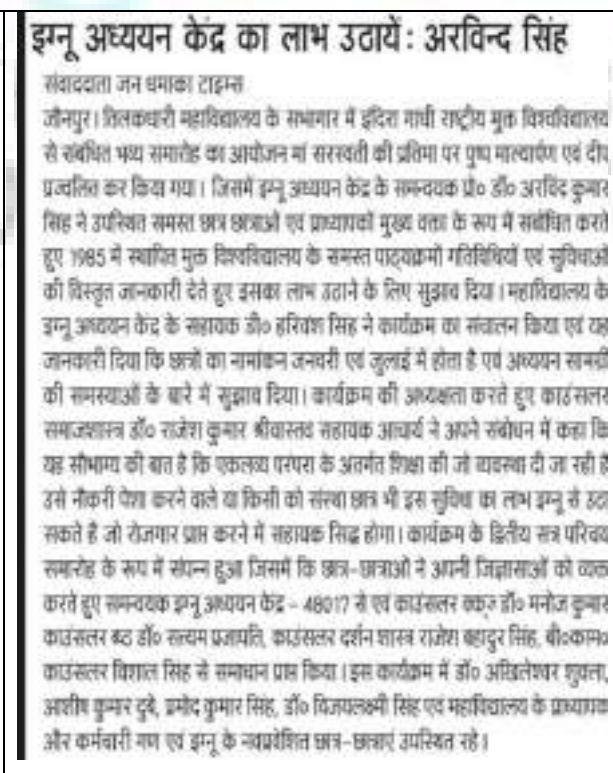 इग्नू अध्ययन केंद्र का लाभ उठायें: अरविन्द सिंह
संवाददाता जन धमाका टाइम्स
जौनपुर। तिलकधारी महाविद्यालय के सभागार में इंदिरा गांधी राष्ट्रीय मुक्त विश्वविद्यालय
से संबंधित भव्य समारोह का आयोजन मां सरस्वती की प्रतिमा पर पुष्प माल्यार्पण एवं दीप
प्रज्वलित कर किया गया। जिसमें इग्नू अध्ययन केंद्र के समन्वयक प्रो० डॉ० अरविंद कुमार
सिंह ने उपस्थित समस्त छात्र छात्राओं एवं प्राध्यापकों मुख्य वक्ता के रूप में संबोधित करते
हुए 1985 में स्थापित मुक्त विश्वविद्यालय के समस्त पाठ्यक्रमों गतिविधियों एवं सुविधाओं
की विस्तृत जानकारी देते हुए इसका लाभ उठाने के लिए सुझाव दिया। महाविद्यालय के
इग्नू अध्ययन केंद्र के सहायक डॉ० हरिवंश सिंह ने कार्यक्रम का संचालन किया एवं यह
जानकारी दिया कि छात्रों का नामांकन जनवरी एवं जुलाई में होता है एवं अध्ययन सामग्री
की समस्याओं के बारे में सुझाव दिया। कार्यक्रम की अध्यक्षता करते हुए काउंसलर
समाजशास्त्र डॉ० राजेश कुमार श्रीवास्तव सहायक आचार्य ने अपने संबोधन में कहा कि
यह सौभाग्य की बात है कि एकलव्य परंपरा के अंतर्गत शिक्षा की जो व्यवस्था दी जा रही है
उसे नौकरी पेशा करने वाले या किसी की संस्था छात्र भी इस सुविधा का लाभ इग्नू से उठा
सकते हैं जो रोजगार प्राप्त करने में सहायक सिद्ध होगा। कार्यक्रम के द्वितीय सत्र परिचय
समारोह के रूप में संपन्न हुआ जिसमें कि छात्र-छात्राओं ने अपनी जिज्ञासाओं को व्यक्त
करते हुए समन्वयक इग्नू अध्ययन केंद्र - 48017 से एवं काउंसलर डॉ० मनोज कुमार
काउंसलर डॉ० सत्यम प्रजापति, काउंसलर दर्शन शास्त्र राजेश बहादुर सिंह, बी०काम०
काउंसलर विशाल सिंह से समाधान प्राप्त किया। इस कार्यक्रम में डॉ० अखिलेश्वर शुक्ला,
आशीष कुमार दुबे, प्रमोद कुमार सिंह, डॉ० विजयलक्ष्मी सिंह एवं महाविद्यालय के प्राध्यापक
और कर्मचारी गण एवं इग्नू के नवप्रवेशित छात्र-छात्राएं उपस्थित रहे।